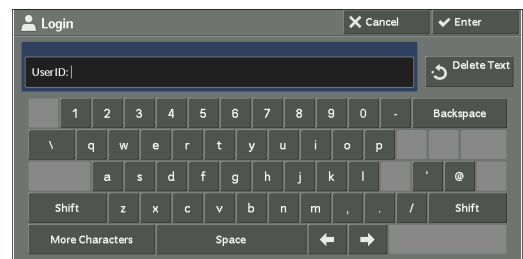 Login Cancel Enter
UserID: Delete Text
1 2 3 4 5 6 7 8 9 0 - Backspace
\ q w e r t y u i o p
a s d f g h j k l ' @
Shift z x c v b n m , . / Shift
More Characters Space